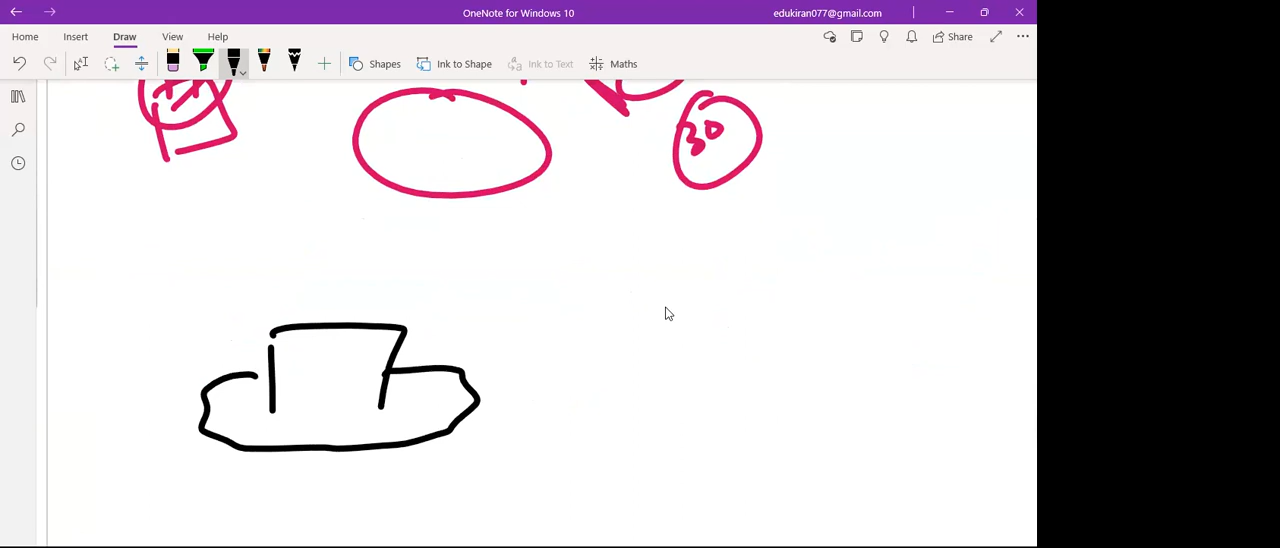 OneNote for Windows 10
edukiran077@gmail.com
Home Insert Draw View Help
Share
Shapes Ink to Shape Ink to Text Maths
30